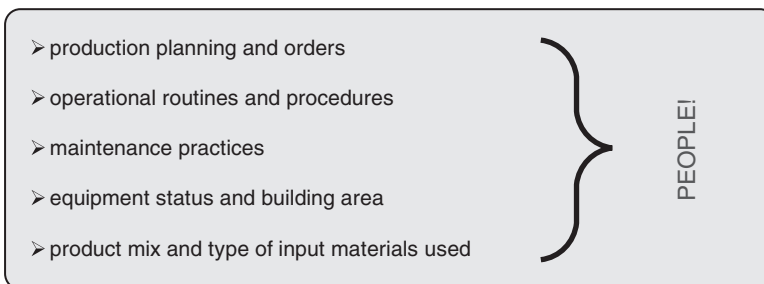 ➢ production planning and orders
➢ operational routines and procedures
➢ maintenance practices
➢ equipment status and building area
➢ product mix and type of input materials used
PEOPLE!